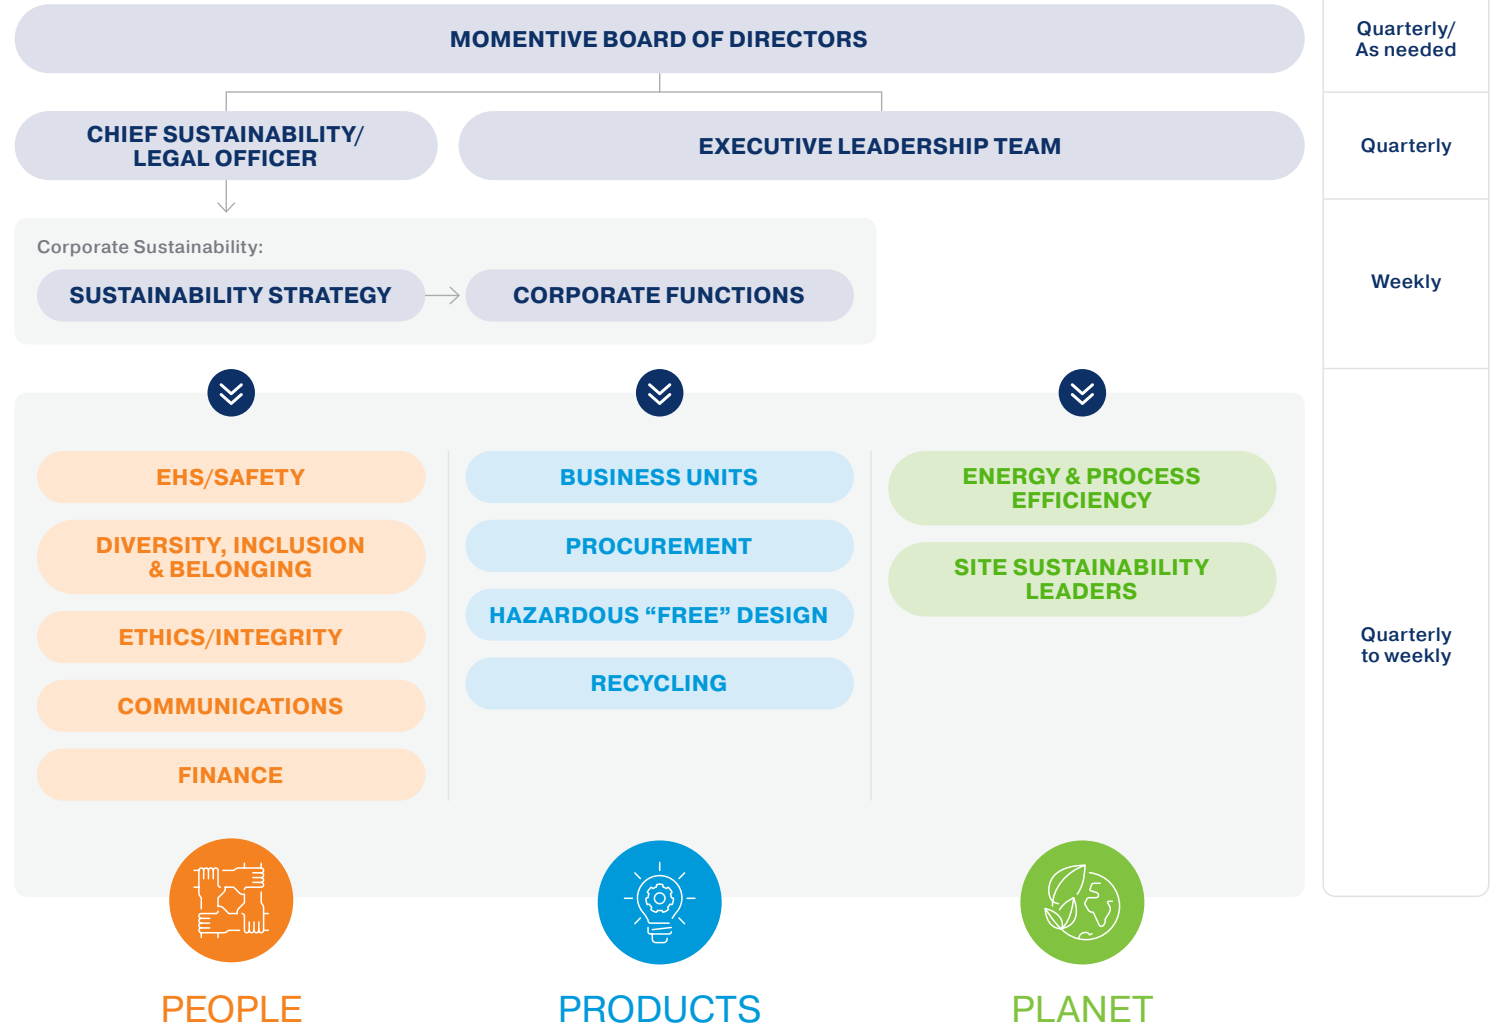 MOMENTIVE BOARD OF DIRECTORS
Quarterly/
As needed
CHIEF SUSTAINABILITY/
LEGAL OFFICER
EXECUTIVE LEADERSHIP TEAM
Quarterly
Corporate Sustainability:
SUSTAINABILITY STRATEGY
CORPORATE FUNCTIONS
Weekly
EHS/SAFETY
DIVERSITY, INCLUSION
& BELONGING
ETHICS/INTEGRITY
COMMUNICATIONS
FINANCE
PEOPLE
BUSINESS UNITS
PROCUREMENT
HAZARDOUS “FREE” DESIGN
RECYCLING
PRODUCTS
ENERGY & PROCESS
EFFICIENCY
SITE SUSTAINABILITY
LEADERS
PLANET
Quarterly
to weekly